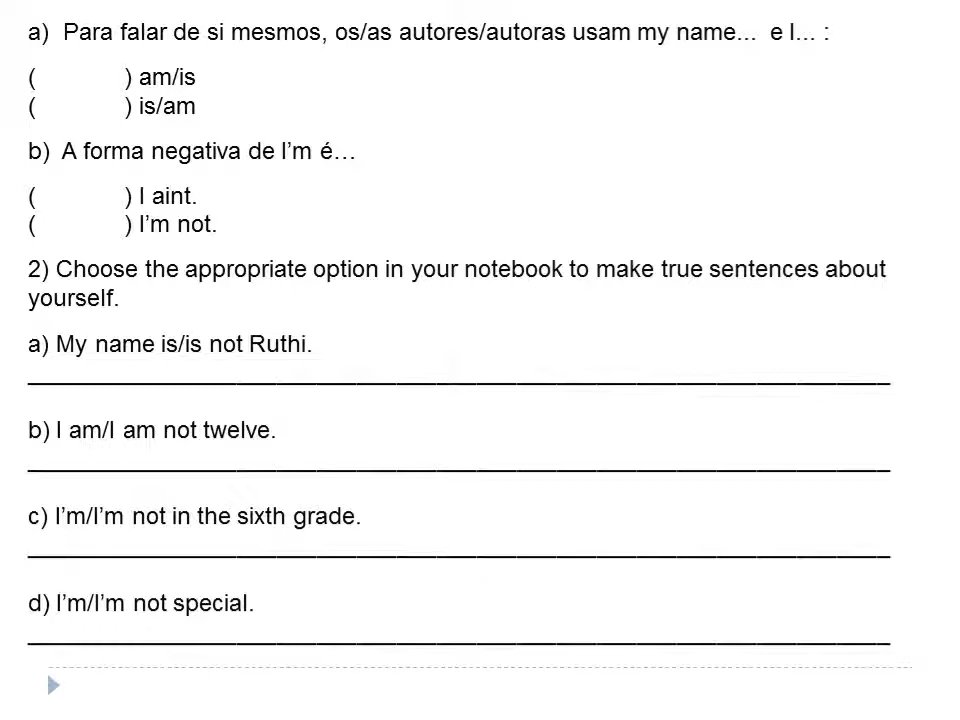 a) Para falar de si mesmos, os/as autores/autoras usam my name... e I... :
( ) am/is
( ) is/am
b) A forma negativa de I’m é…
( ) I aint.
( ) I’m not.
2) Choose the appropriate option in your notebook to make true sentences about
yourself.
a) My name is/is not Ruthi.
b) I am/I am not twelve.
c) I’m/I’m not in the sixth grade.
d) I’m/I’m not special.